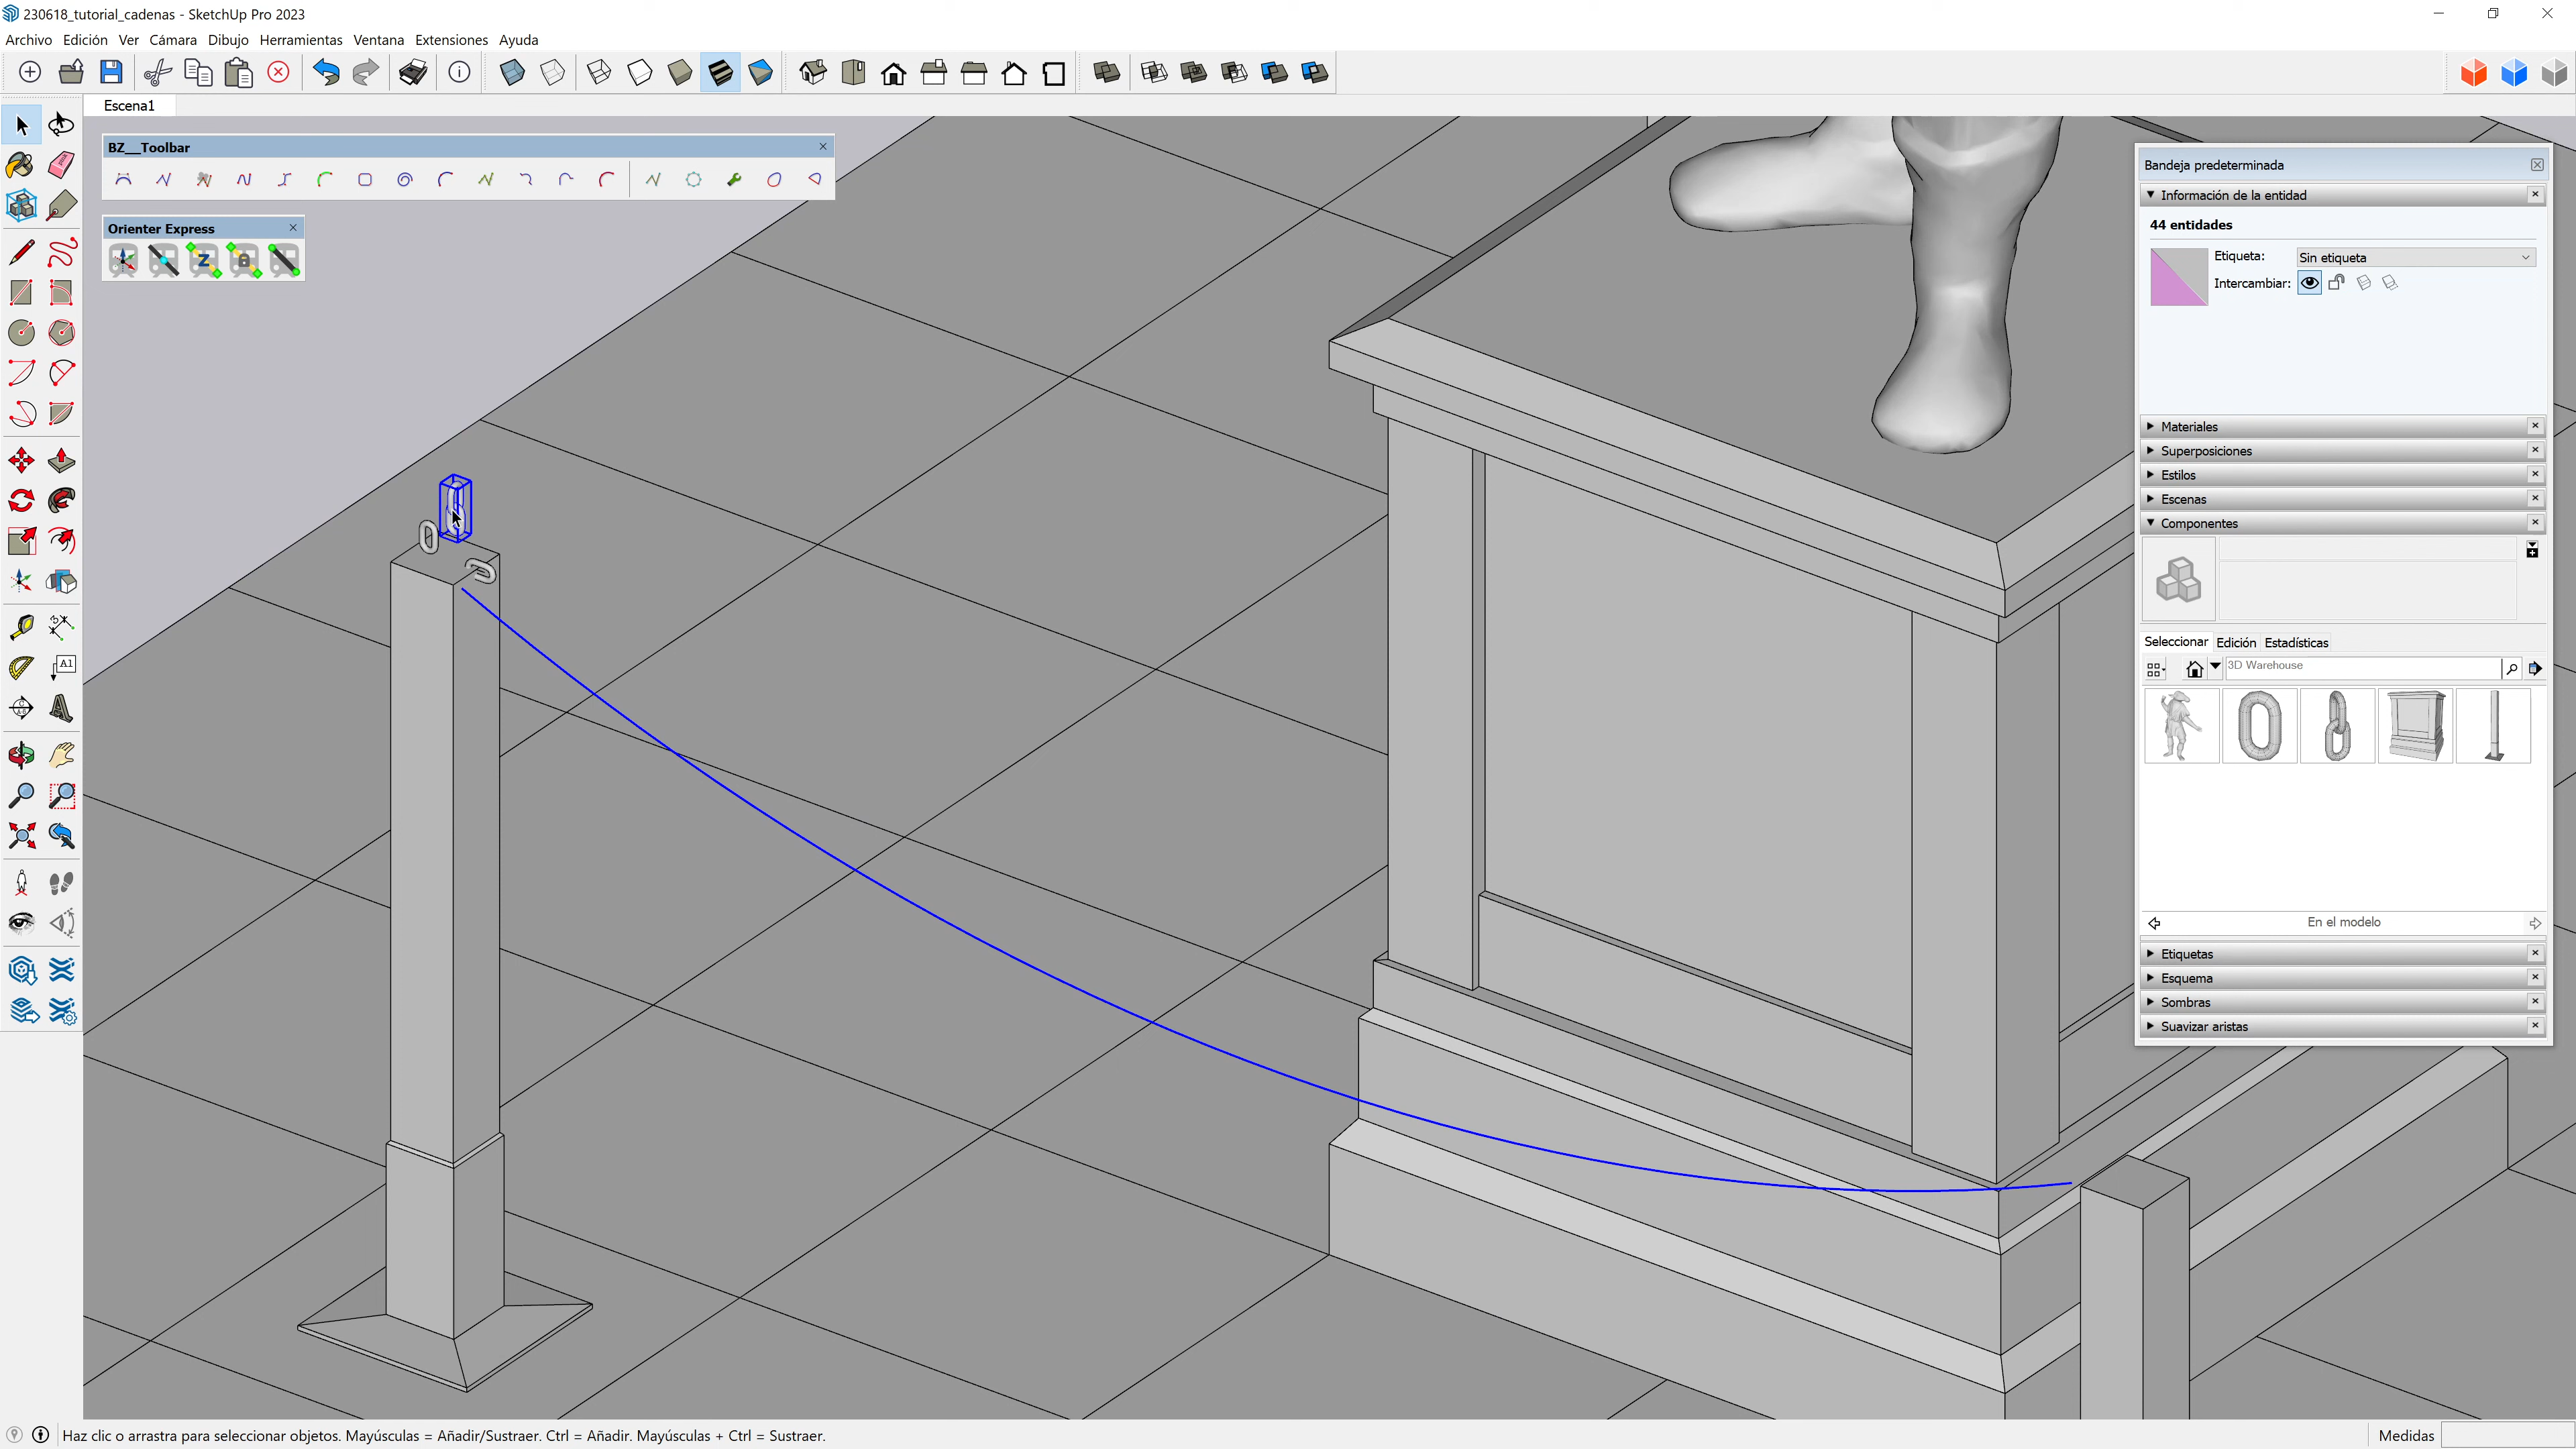 230618_tutorial_cadenas - SketchUp Pro 2023
Archivo Edición Ver Cámara Dibujo Herramientas Ventana Extensiones Ayuda
Escena1
BZ__Toolbar
Orienter Express
Z
A1
Bandeja predeterminada
Información de la entidad
44 entidades
Etiqueta: Sin etiqueta
Intercambiar:
Materiales
Superposiciones
Estilos
Escenas
Componentes
Seleccionar Edición Estadísticas
3D Warehouse
En el modelo
Etiquetas
Esquema
Sombras
Suavizar aristas
Haz clic o arrastra para seleccionar objetos. Mayúsculas = Añadir/Sustraer. Ctrl = Añadir. Mayúsculas + Ctrl = Sustraer.
Medidas